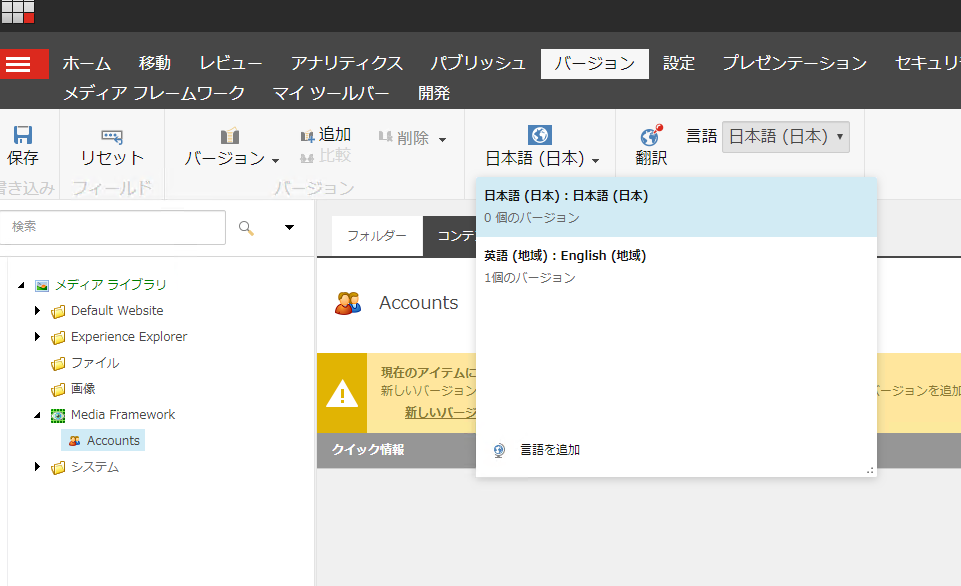 ホーム 移動 レビュー アナリティクス パブリッシュ バージョン 設定 プレゼンテーション セキュリ
メディア フレームワーク マイ ツールバー 開発
保存
書き込み
リセット
フィールド
バージョン
追加
比較
削除
バージョン
日本語 (日本)
翻訳
言語 日本語 (日本)
検索
メディア ライブラリ
Default Website
Experience Explorer
ファイル
画像
Media Framework
Accounts
システム
フォルダー
コンテ
Accounts
現在のアイテムに
新しいバージョン
ージョンを追加
新しいバージ
クイック情報
日本語 (日本) : 日本語 (日本)
0 個のバージョン
英語 (地域) : English (地域)
1個のバージョン
言語を追加